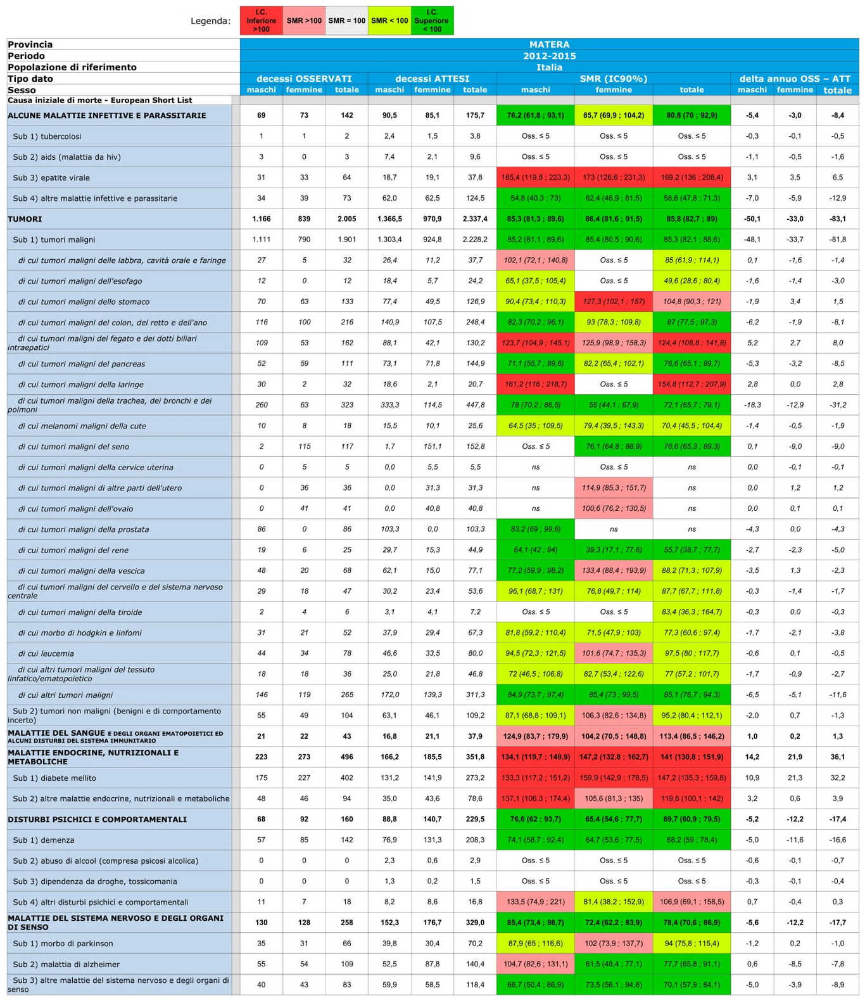 Legenda: I.C. Inferiore >100 SMR >100 SMR = 100 SMR < 100 I.C. Superiore < 100
Provincia MATERA
Periodo 2012-2015
Popolazione di riferimento Italia
Tipo dato decessi OSSERVATI decessi ATTESI SMR (IC90%) delta annuo OSS – ATT
Sesso maschi femmine totale maschi femmine totale maschi femmine totale maschi femmine totale
Causa iniziale di morte - European Short List
ALCUNE MALATTIE INFETTIVE E PARASSITARIE 69 73 142 90,5 85,1 175,7 76,2 (61,8 ; 93,1) 85,7 (69,9 ; 104,2) 80,8 (70 ; 92,9) -5,4 -3,0 -8,4
Sub 1) tubercolosi 1 1 2 2,4 1,5 3,8 Oss. ≤ 5 Oss. ≤ 5 Oss. ≤ 5 -0,3 -0,1 -0,5
Sub 2) aids (malattia da hiv) 3 0 3 7,4 2,1 9,6 Oss. ≤ 5 Oss. ≤ 5 Oss. ≤ 5 -1,1 -0,5 -1,6
Sub 3) epatite virale 31 33 64 18,7 19,1 37,8 165,4 (119,8 ; 223,3) 173 (126,6 ; 231,3) 169,2 (136 ; 208,4) 3,1 3,5 6,5
Sub 4) altre malattie infettive e parassitarie 34 39 73 62,0 62,5 124,5 54,8 (40,3 ; 73) 62,4 (46,9 ; 81,5) 58,6 (47,8 ; 71,3) -7,0 -5,9 -12,9
TUMORI 1.166 839 2.005 1.366,5 970,9 2.337,4 85,3 (81,3 ; 89,6) 86,4 (81,6 ; 91,5) 85,8 (82,7 ; 89) -50,1 -33,0 -83,1
Sub 1) tumori maligni 1.111 790 1.901 1.303,4 924,8 2.228,2 85,2 (81,1 ; 89,6) 85,4 (80,5 ; 90,6) 85,3 (82,1 ; 88,6) -48,1 -33,7 -81,8
di cui tumori maligni delle labbra, cavità orale e faringe 27 5 32 26,4 11,2 37,7 102,1 (72,1 ; 140,8) Oss. ≤ 5 85 (61,9 ; 114,1) 0,1 -1,6 -1,4
di cui tumori maligni dell'esofago 12 0 12 18,4 5,7 24,2 65,1 (37,5 ; 105,4) Oss. ≤ 5 49,6 (28,6 ; 80,4) -1,6 -1,4 -3,0
di cui tumori maligni dello stomaco 70 63 133 77,4 49,5 126,9 90,4 (73,4 ; 110,3) 127,3 (102,1 ; 157) 104,8 (90,3 ; 121) -1,9 3,4 1,5
di cui tumori maligni del colon, del retto e dell'ano 116 100 216 140,9 107,5 248,4 82,3 (70,2 ; 96,1) 93 (78,3 ; 109,8) 87 (77,5 ; 97,3) -6,2 -1,9 -8,1
di cui tumori maligni del fegato e dei dotti biliari
intraepatici 109 53 162 88,1 42,1 130,2 123,7 (104,9 ; 145,1) 125,9 (98,9 ; 158,3) 124,4 (108,8 ; 141,8) 5,2 2,7 8,0
di cui tumori maligni del pancreas 52 59 111 73,1 71,8 144,9 71,1 (55,7 ; 89,6) 82,2 (65,4 ; 102,1) 76,6 (65,1 ; 89,7) -5,3 -3,2 -8,5
di cui tumori maligni della laringe 30 2 32 18,6 2,1 20,7 161,2 (116 ; 218,7) Oss. ≤ 5 154,8 (112,7 ; 207,9) 2,8 0,0 2,8
di cui tumori maligni della trachea, dei bronchi e dei
polmoni 260 63 323 333,3 114,5 447,8 78 (70,2 ; 86,5) 55 (44,1 ; 67,9) 72,1 (65,7 ; 79,1) -18,3 -12,9 -31,2
di cui melanomi maligni della cute 10 8 18 15,5 10,1 25,6 64,5 (35 ; 109,5) 79,4 (39,5 ; 143,3) 70,4 (45,5 ; 104,4) -1,4 -0,5 -1,9
di cui tumori maligni del seno 2 115 117 1,7 151,1 152,8 Oss. ≤ 5 76,1 (64,8 ; 88,9) 76,6 (65,3 ; 89,3) 0,1 -9,0 -9,0
di cui tumori maligni della cervice uterina 0 5 5 0,0 5,5 5,5 ns Oss. ≤ 5 ns 0,0 -0,1 -0,1
di cui tumori maligni di altre parti dell'utero 0 36 36 0,0 31,3 31,3 ns 114,9 (85,3 ; 151,7) ns 0,0 1,2 1,2
di cui tumori maligni dell'ovaio 0 41 41 0,0 40,8 40,8 ns 100,6 (76,2 ; 130,5) ns 0,0 0,1 0,1
di cui tumori maligni della prostata 86 0 86 103,3 0,0 103,3 83,2 (69 ; 99,6) ns ns -4,3 0,0 -4,3
di cui tumori maligni del rene 19 6 25 29,7 15,3 44,9 64,1 (42 ; 94) 39,3 (17,1 ; 77,6) 55,7 (38,7 ; 77,7) -2,7 -2,3 -5,0
di cui tumori maligni della vescica 48 20 68 62,1 15,0 77,1 77,2 (59,9 ; 98,2) 133,4 (88,4 ; 193,9) 88,2 (71,3 ; 107,9) -3,5 1,3 -2,3
di cui tumori maligni del cervello e del sistema nervoso
centrale 29 18 47 30,2 23,4 53,6 96,1 (68,7 ; 131) 76,8 (49,7 ; 114) 87,7 (67,7 ; 111,8) -0,3 -1,4 -1,7
di cui tumori maligni della tiroide 2 4 6 3,1 4,1 7,2 Oss. ≤ 5 Oss. ≤ 5 83,4 (36,3 ; 164,7) -0,3 0,0 -0,3
di cui morbo di hodgkin e linfomi 31 21 52 37,9 29,4 67,3 81,8 (59,2 ; 110,4) 71,5 (47,9 ; 103) 77,3 (60,6 ; 97,4) -1,7 -2,1 -3,8
di cui leucemia 44 34 78 46,6 33,5 80,0 94,5 (72,3 ; 121,5) 101,6 (74,7 ; 135,3) 97,5 (80 ; 117,7) -0,6 0,1 -0,5
di cui altri tumori maligni del tessuto
linfatico/ematopoietico 18 18 36 25,0 21,8 46,8 72 (46,5 ; 106,8) 82,7 (53,4 ; 122,6) 77 (57,2 ; 101,7) -1,7 -0,9 -2,7
di cui altri tumori maligni 146 119 265 172,0 139,3 311,3 84,9 (73,7 ; 97,4) 85,4 (73 ; 99,5) 85,1 (76,7 ; 94,3) -6,5 -5,1 -11,6
Sub 2) tumori non maligni (benigni e di comportamento
incerto) 55 49 104 63,1 46,1 109,2 87,1 (68,8 ; 109,1) 106,3 (82,6 ; 134,8) 95,2 (80,4 ; 112,1) -2,0 0,7 -1,3
MALATTIE DEL SANGUE E DEGLI ORGANI EMATOPOIETICI ED
ALCUNI DISTURBI DEL SISTEMA IMMUNITARIO 21 22 43 16,8 21,1 37,9 124,9 (83,7 ; 179,9) 104,2 (70,5 ; 148,8) 113,4 (86,5 ; 146,2) 1,0 0,2 1,3
MALATTIE ENDOCRINE, NUTRIZIONALI E
METABOLICHE 223 273 496 166,2 185,5 351,8 134,1 (119,7 ; 149,9) 147,2 (132,8 ; 162,7) 141 (130,8 ; 151,9) 14,2 21,9 36,1
Sub 1) diabete mellito 175 227 402 131,2 141,9 273,2 133,3 (117,2 ; 151,2) 159,9 (142,9 ; 178,5) 147,2 (135,3 ; 159,8) 10,9 21,3 32,2
Sub 2) altre malattie endocrine, nutrizionali e metaboliche 48 46 94 35,0 43,6 78,6 137,1 (106,3 ; 174,4) 105,6 (81,3 ; 135) 119,6 (100,1 ; 142) 3,2 0,6 3,9
DISTURBI PSICHICI E COMPORTAMENTALI 68 92 160 88,8 140,7 229,5 76,6 (62 ; 93,7) 65,4 (54,6 ; 77,7) 69,7 (60,9 ; 79,5) -5,2 -12,2 -17,4
Sub 1) demenza 57 85 142 76,9 131,3 208,3 74,1 (58,7 ; 92,4) 64,7 (53,6 ; 77,5) 68,2 (59 ; 78,4) -5,0 -11,6 -16,6
Sub 2) abuso di alcool (compresa psicosi alcolica) 0 0 0 2,3 0,6 2,9 Oss. ≤ 5 Oss. ≤ 5 Oss. ≤ 5 -0,6 -0,1 -0,7
Sub 3) dipendenza da droghe, tossicomania 0 0 0 1,3 0,2 1,5 Oss. ≤ 5 Oss. ≤ 5 Oss. ≤ 5 -0,3 -0,1 -0,4
Sub 4) altri disturbi psichici e comportamentali 11 7 18 8,2 8,6 16,8 133,5 (74,9 ; 221) 81,4 (38,2 ; 152,9) 106,9 (69,1 ; 158,5) 0,7 -0,4 0,3
MALATTIE DEL SISTEMA NERVOSO E DEGLI ORGANI
DI SENSO 130 128 258 152,3 176,7 329,0 85,4 (73,4 ; 98,7) 72,4 (62,2 ; 83,9) 78,4 (70,6 ; 86,9) -5,6 -12,2 -17,7
Sub 1) morbo di parkinson 35 31 66 39,8 30,4 70,2 87,9 (65 ; 116,6) 102 (73,9 ; 137,7) 94 (75,8 ; 115,4) -1,2 0,2 -1,0
Sub 2) malattia di alzheimer 55 54 109 52,5 87,8 140,4 104,7 (82,6 ; 131,1) 61,5 (48,4 ; 77,1) 77,7 (65,8 ; 91,1) 0,6 -8,5 -7,8
Sub 3) altre malattie del sistema nervoso e degli organi di
senso 40 43 83 59,9 58,5 118,4 66,7 (50,4 ; 86,9) 73,5 (56,1 ; 94,8) 70,1 (57,9 ; 84,1) -5,0 -3,9 -8,9